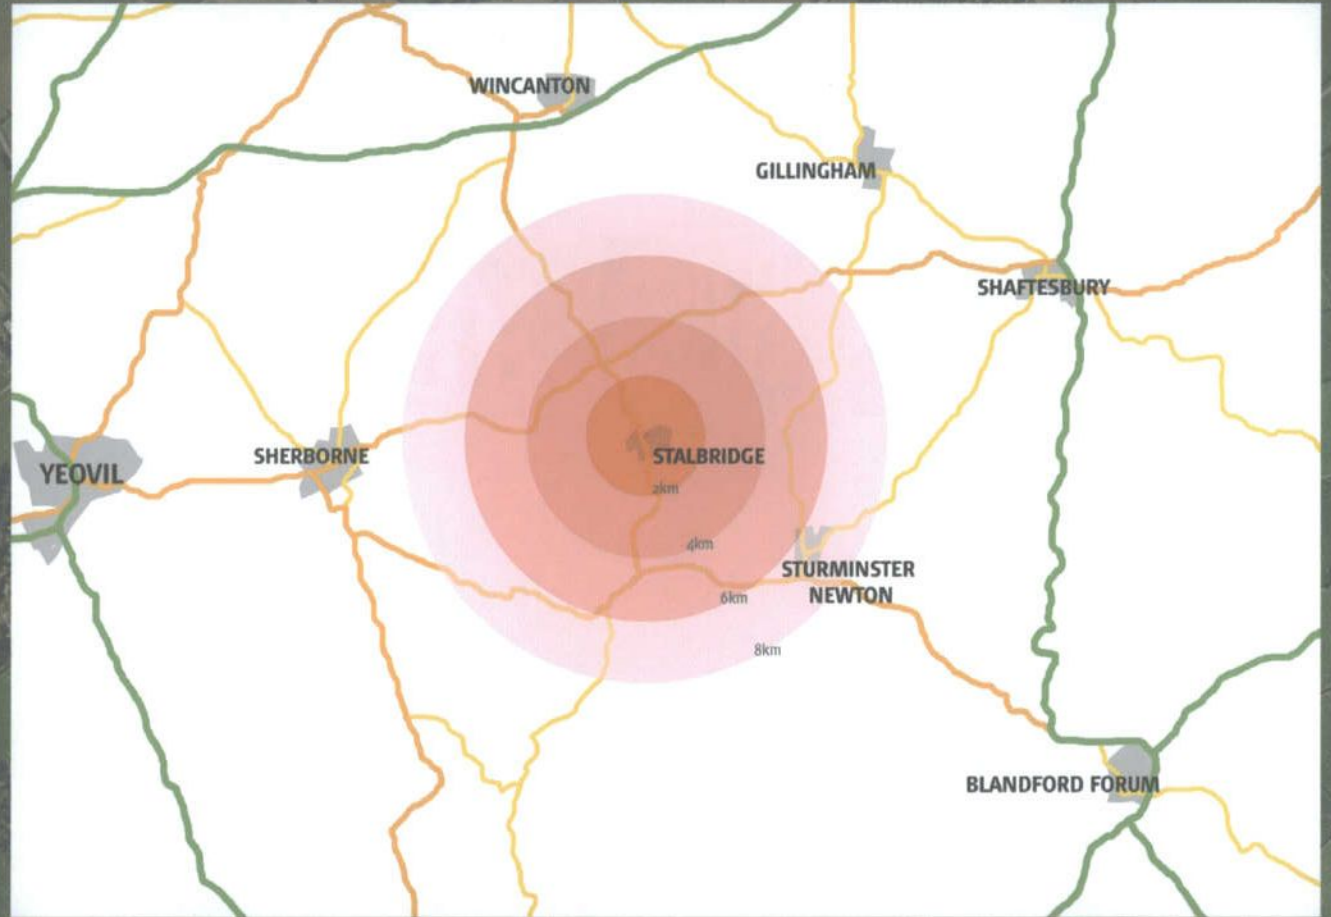 WINCANTON
GILLINGHAM
SHAFTESBURY
SHERBORNE
STALBRIDGE
YEOVIL
2km
4km
STURMINSTER
NEWTON
6km
8km
BLANDFORD FORUM